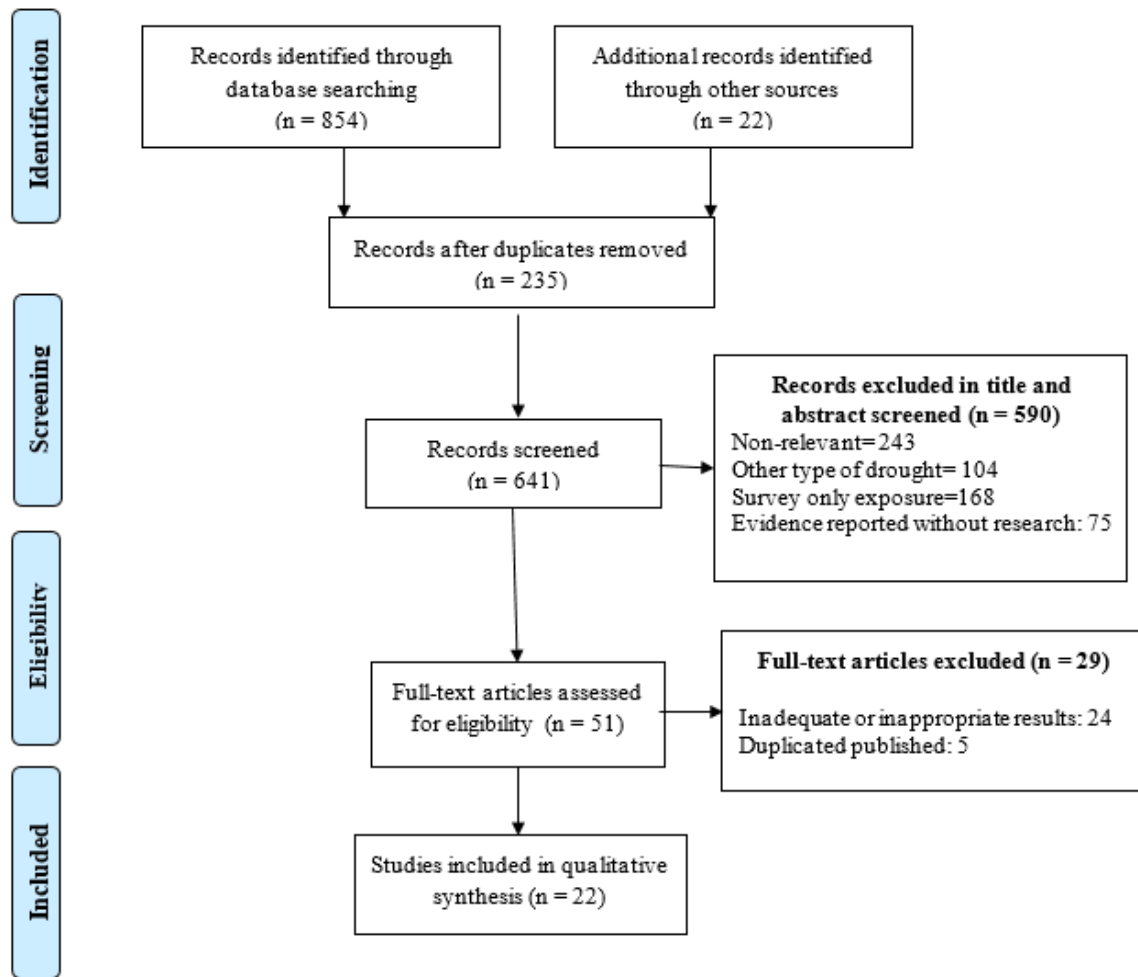 Identification
Records identified through
database searching
(n = 854)
Additional records identified
through other sources
(n = 22)
Records after duplicates removed
(n = 235)
Screening
Records screened
(n = 641)
Records excluded in title and
abstract screened (n = 590)
Non-relevant= 243
Other type of drought= 104
Survey only exposure=168
Evidence reported without research: 75
Eligibility
Full-text articles assessed
for eligibility (n = 51)
Full-text articles excluded (n = 29)
Inadequate or inappropriate results: 24
Duplicated published: 5
Included
Studies included in qualitative
synthesis (n = 22)